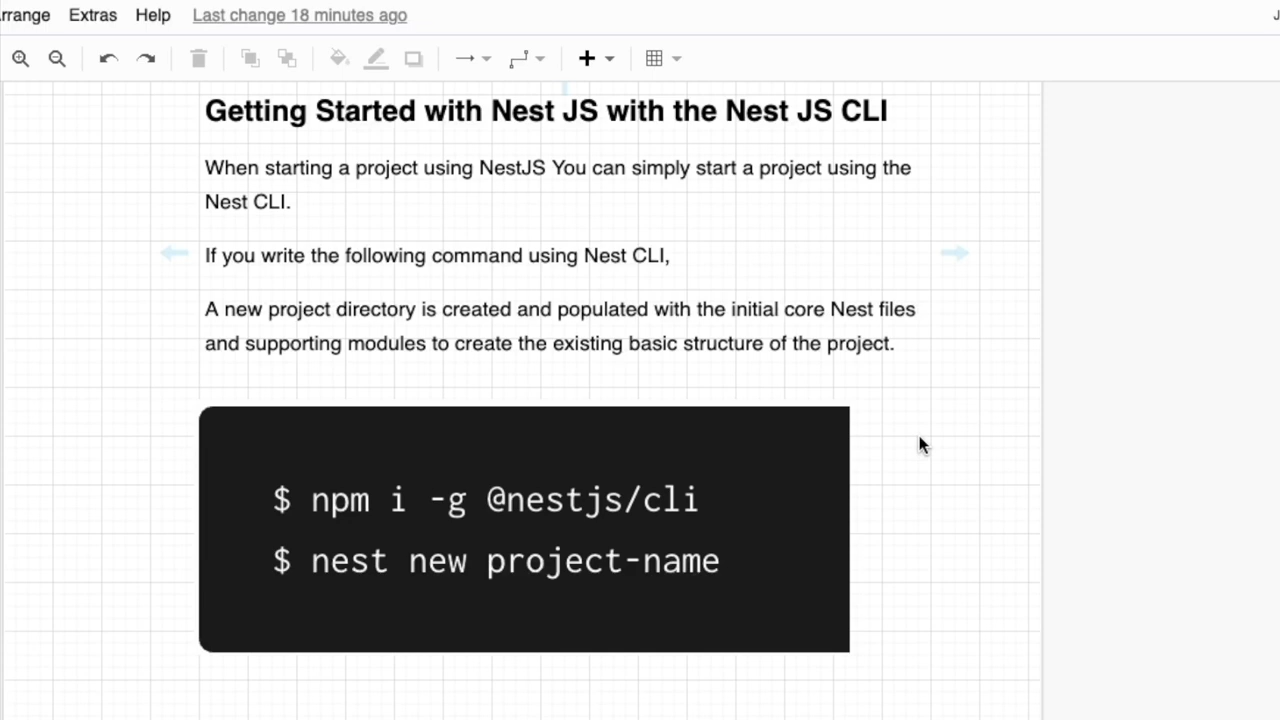 rrange Extras Help Last change 18 minutes ago J
Getting Started with Nest JS with the Nest JS CLI
When starting a project using NestJS You can simply start a project using the
Nest CLI.
If you write the following command using Nest CLI,
A new project directory is created and populated with the initial core Nest files
and supporting modules to create the existing basic structure of the project.
$ npm i -g @nestjs/cli
$ nest new project-name